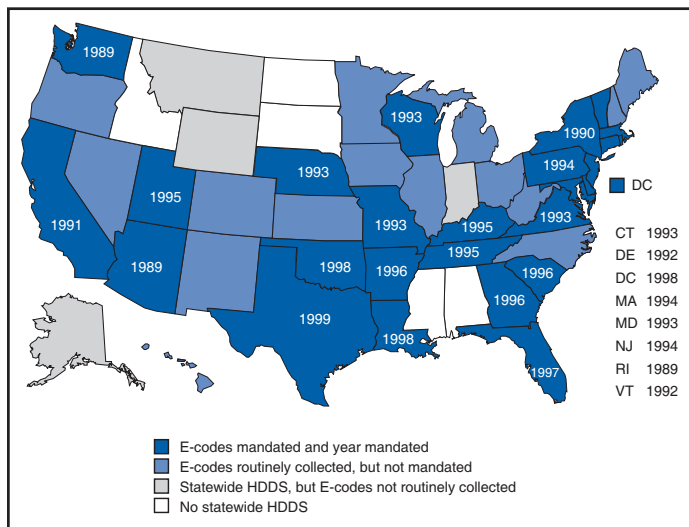 1989
1993
1990
1994
DC
1993
1995
1993
1995
1993
1991
1995
1989
1998
1996
1996
1996
1999
1998
1997
CT 1993
DE 1992
DC 1998
MA 1994
MD 1993
NJ 1994
RI 1989
VT 1992
E-codes mandated and year mandated
E-codes routinely collected, but not mandated
Statewide HDDS, but E-codes not routinely collected
No statewide HDDS